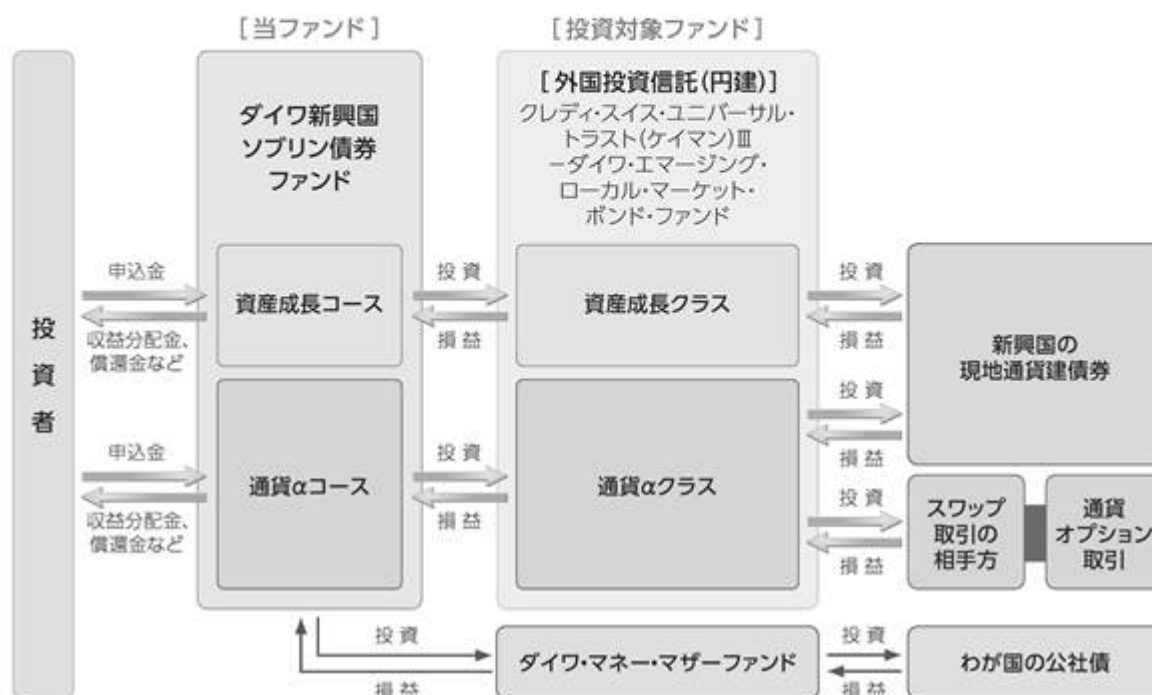 [当ファンド]
[投資対象ファンド]
投資者
申込金
収益分配金、
償還金など
申込金
収益分配金、
償還金など
ダイワ新興国
ソブリン債券
ファンド
資産成長コース
通貨αコース
投資
損益
投資
損益
[外国投資信託(円建)]
クレディ・スイス・ユニバーサル・
トラスト(ケイマン)Ⅲ
－ダイワ・エマージング・
ローカル・マーケット・
ボンド・ファンド
資産成長クラス
通貨αクラス
投資
損益
投資
損益
投資
損益
新興国の
現地通貨建債券
スワップ
取引の
相手方
通貨
オプション
取引
投資
損益
ダイワ・マネー・マザーファンド
投資
損益
わが国の公社債